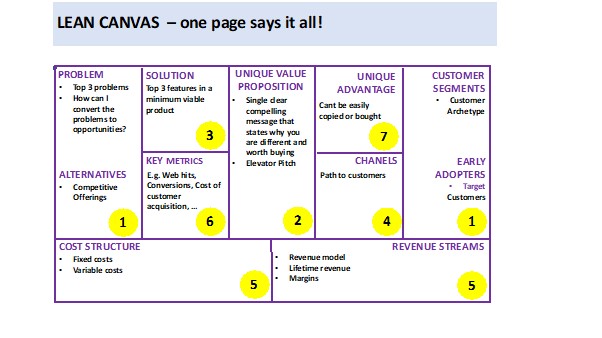 LEAN CANVAS – one page says it all!
PROBLEM
• Top 3 problems
• How can I
convert the
problems to
opportunities?
ALTERNATIVES
• Competitive
Offerings
1
SOLUTION
Top 3 features in a
minimum viable
product
3
KEY METRICS
E.g. Web hits,
Conversions, Cost of
customer
acquisition, ...
6
UNIQUE VALUE
PROPOSITION
• Single clear
compelling
message that
states why you
are different and
worth buying
• Elevator Pitch
2
UNIQUE
ADVANTAGE
Cant be easily
copied or bought
7
CHANELS
Path to customers
4
CUSTOMER
SEGMENTS
• Customer
Archetype
EARLY
ADOPTERS
• Target
Customers
1
COST STRUCTURE
• Fixed costs
• Variable costs
5
REVENUE STREAMS
• Revenue model
• Lifetime revenue
• Margins
5